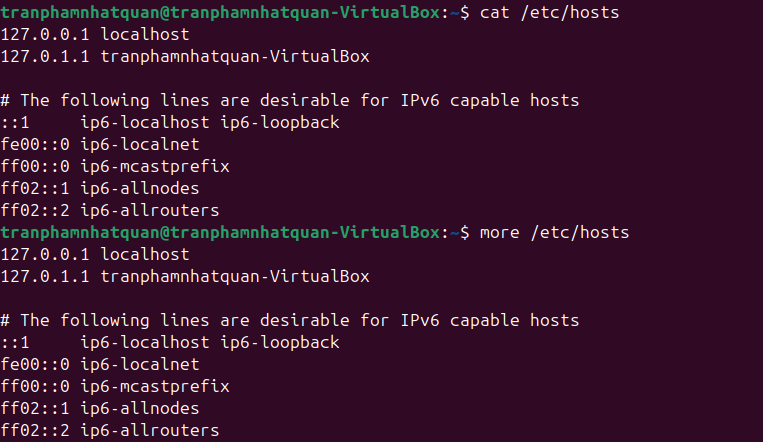 tranphamnhatquan@tranphamnhatquan-VirtualBox:~$ cat /etc/hosts
127.0.0.1 localhost
127.0.1.1 tranphamnhatquan-VirtualBox

# The following lines are desirable for IPv6 capable hosts
::1     ip6-localhost ip6-loopback
fe00::0 ip6-localnet
ff00::0 ip6-mcastprefix
ff02::1 ip6-allnodes
ff02::2 ip6-allrouters
tranphamnhatquan@tranphamnhatquan-VirtualBox:~$ more /etc/hosts
127.0.0.1 localhost
127.0.1.1 tranphamnhatquan-VirtualBox

# The following lines are desirable for IPv6 capable hosts
::1     ip6-localhost ip6-loopback
fe00::0 ip6-localnet
ff00::0 ip6-mcastprefix
ff02::1 ip6-allnodes
ff02::2 ip6-allrouters